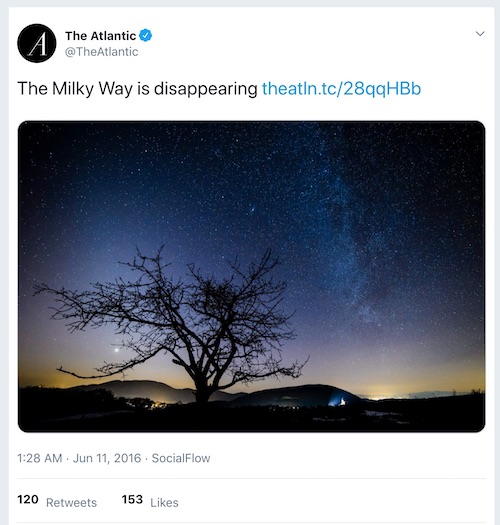 The Atlantic
@TheAtlantic
The Milky Way is disappearing theatln.tc/28qqHBb
1:28 AM · Jun 11, 2016 · SocialFlow
120 Retweets 153 Likes